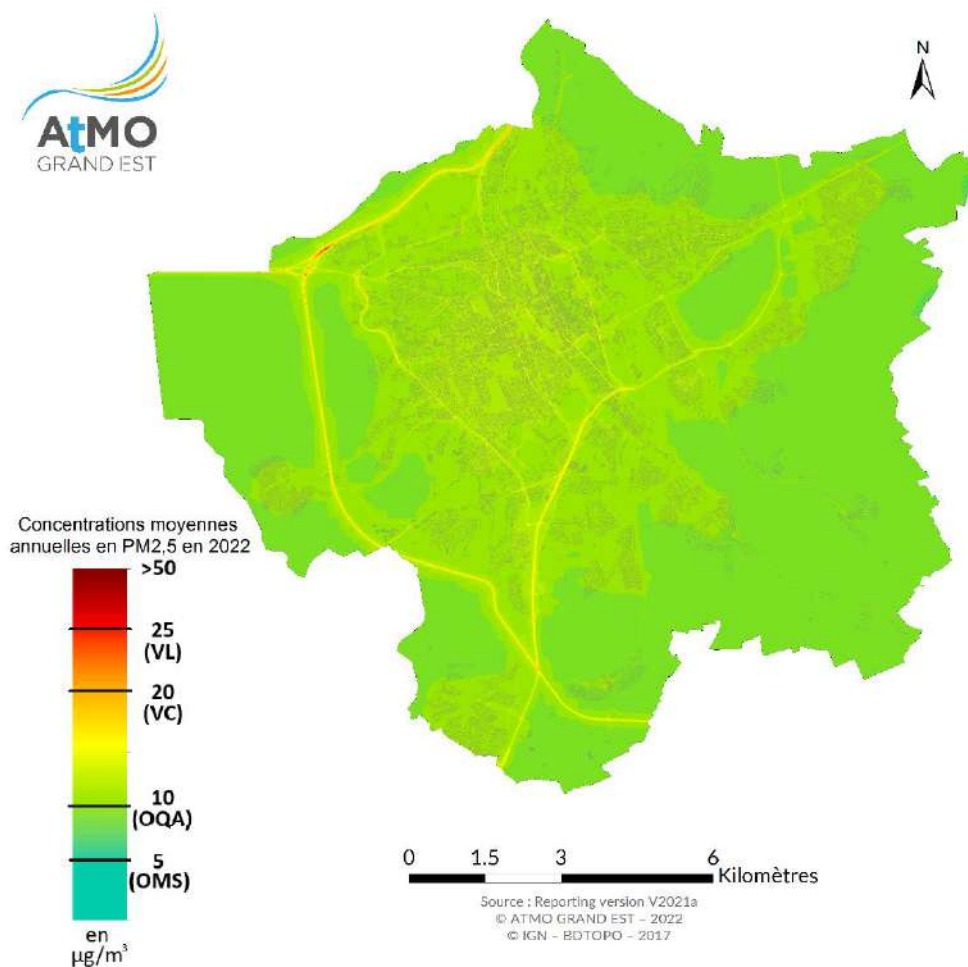 AtMO
GRAND EST
N
Concentrations moyennes
annuelles en PM2,5 en 2022
>50
25
(VL)
20
(VC)
10
(OQA)
5
(OMS)
en
µg/m³
0 1.5 3 6
Kilomètres
Source : Reporting version V2021a
© ATMO GRAND EST – 2022
© IGN – BDTOPO – 2017